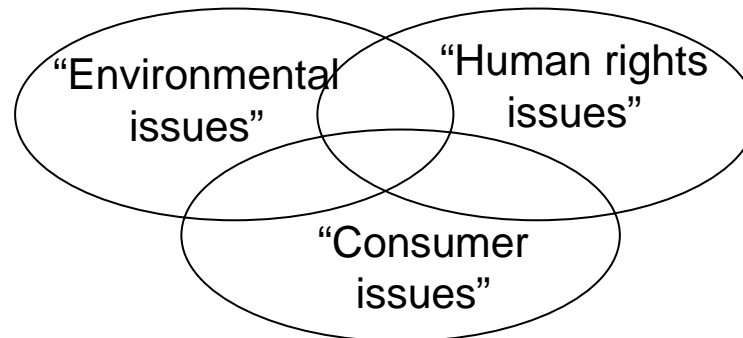 “Environmental
issues”
“Human rights
issues”
“Consumer
issues”